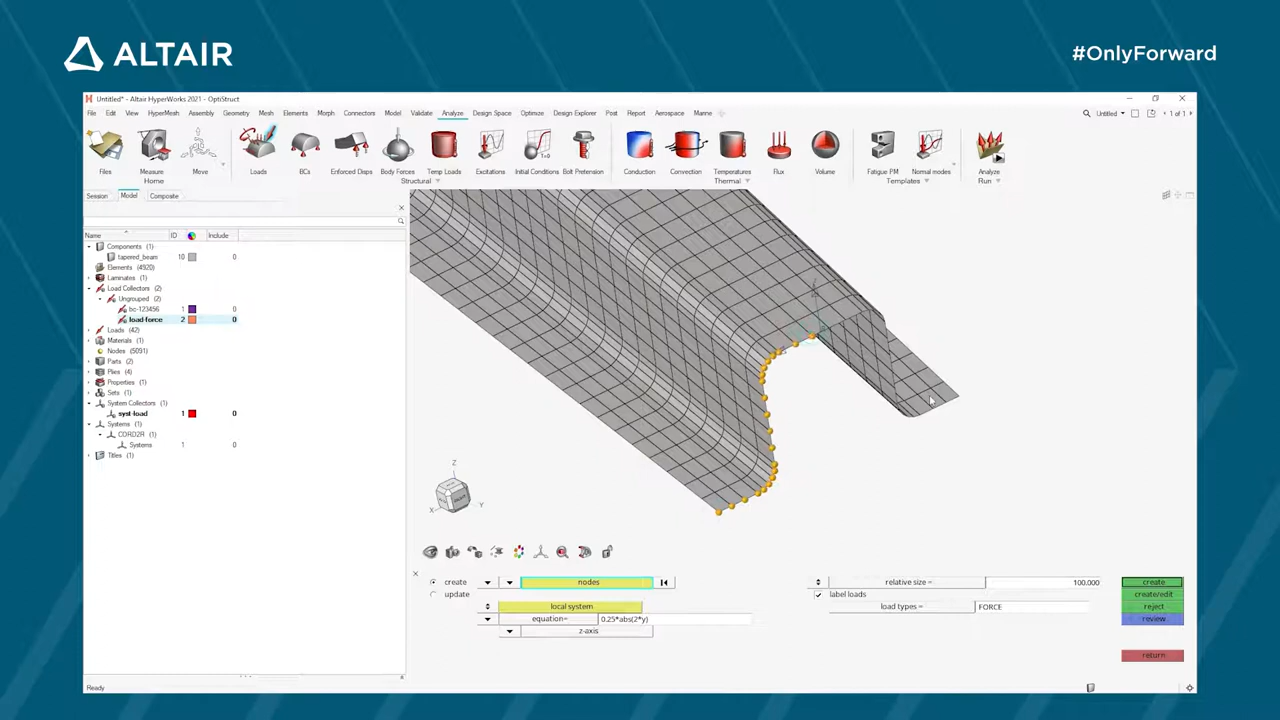 ALTAIR
#OnlyForward
Untitled* - Altair HyperWorks 2021 - OptiStruct
File Edit View HyperMesh Assembly Geometry Mesh Elements Morph Connectors Model Validate Analyze Design Space Optimize Design Explorer Post Report Aerospace Marine
Untitled
1 of 1
Files Measure Move Loads BCs Enforced Disps Body Forces Temp Loads Excitations Initial Conditions Bolt Pretension Conduction Convection Temperatures Flux Volume Fatigue PM Normal modes Analyze
Home Structural Thermal Templates Run
Session Model Composite
Name ID Include
Components (1)
tapered_beam 10 0
Elements (4920)
Laminates (1)
Load Collectors (2)
Ungrouped (2)
bc-123456 1 0
load-force 2 0
Loads (42)
Materials (1)
Nodes (5091)
Parts (2)
Plies (4)
Properties (1)
Sets (1)
System Collectors (1)
syst-load 1 0
Systems (1)
CORD2R (1)
Systems 1
Titles (1)
Z
X
Y
create nodes relative size = 100.000 create
update label loads create/edit
local system load types = FORCE reject
equation= 0.25*abs(2*y) review
z-axis
return
Ready